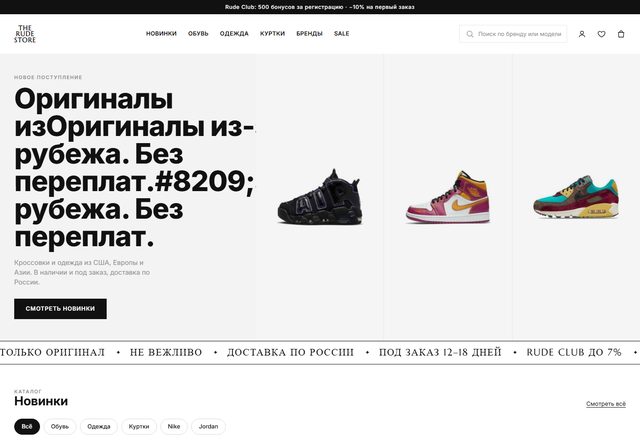 Rude Club: 500 бонусов за регистрацию · −10% на первый заказ
THE
RUDE
STORE
НОВИНКИ ОБУВЬ ОДЕЖДА КУРТКИ БРЕНДЫ SALE
Поиск по бренду или модели
НОВОЕ ПОСТУПЛЕНИЕ
Оригиналы
изОригиналы из-
рубежа. Без
переплат.#8209;
рубежа. Без
переплат.
Кроссовки и одежда из США, Европы и
Азии. В наличии и под заказ, доставка по
России.
СМОТРЕТЬ НОВИНКИ
ТОЛЬКО ОРИГИНАЛ • НЕ ВЕЖЛИВО • ДОСТАВКА ПО РОССИИ • ПОД ЗАКАЗ 12–18 ДНЕЙ • RUDE CLUB ДО 7% •
КАТАЛОГ
Новинки
Смотреть всё
Всё Обувь Одежда Куртки Nike Jordan